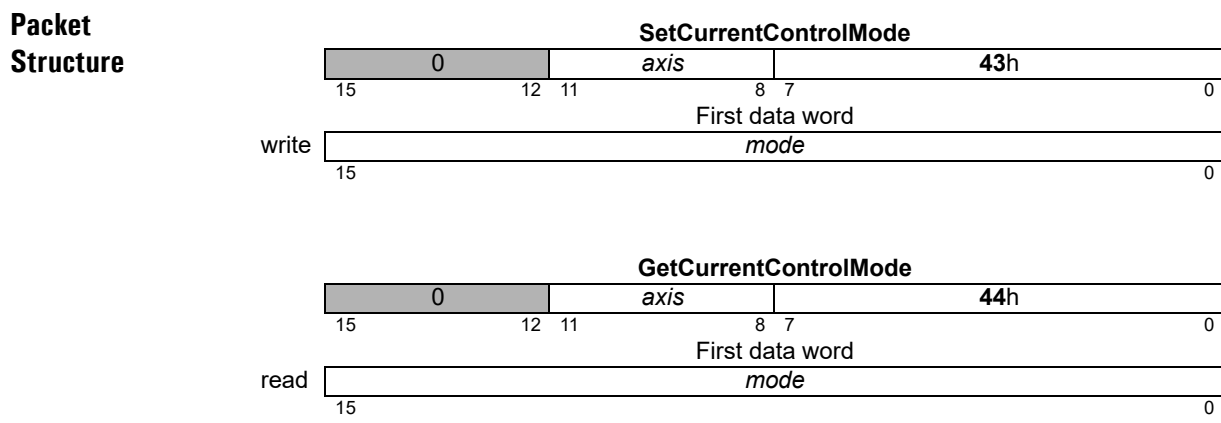 Packet
Structure
SetCurrentControlMode
0 axis 43h
15 12 11 8 7 0
First data word
write mode
15 0
GetCurrentControlMode
0 axis 44h
15 12 11 8 7 0
First data word
read mode
15 0